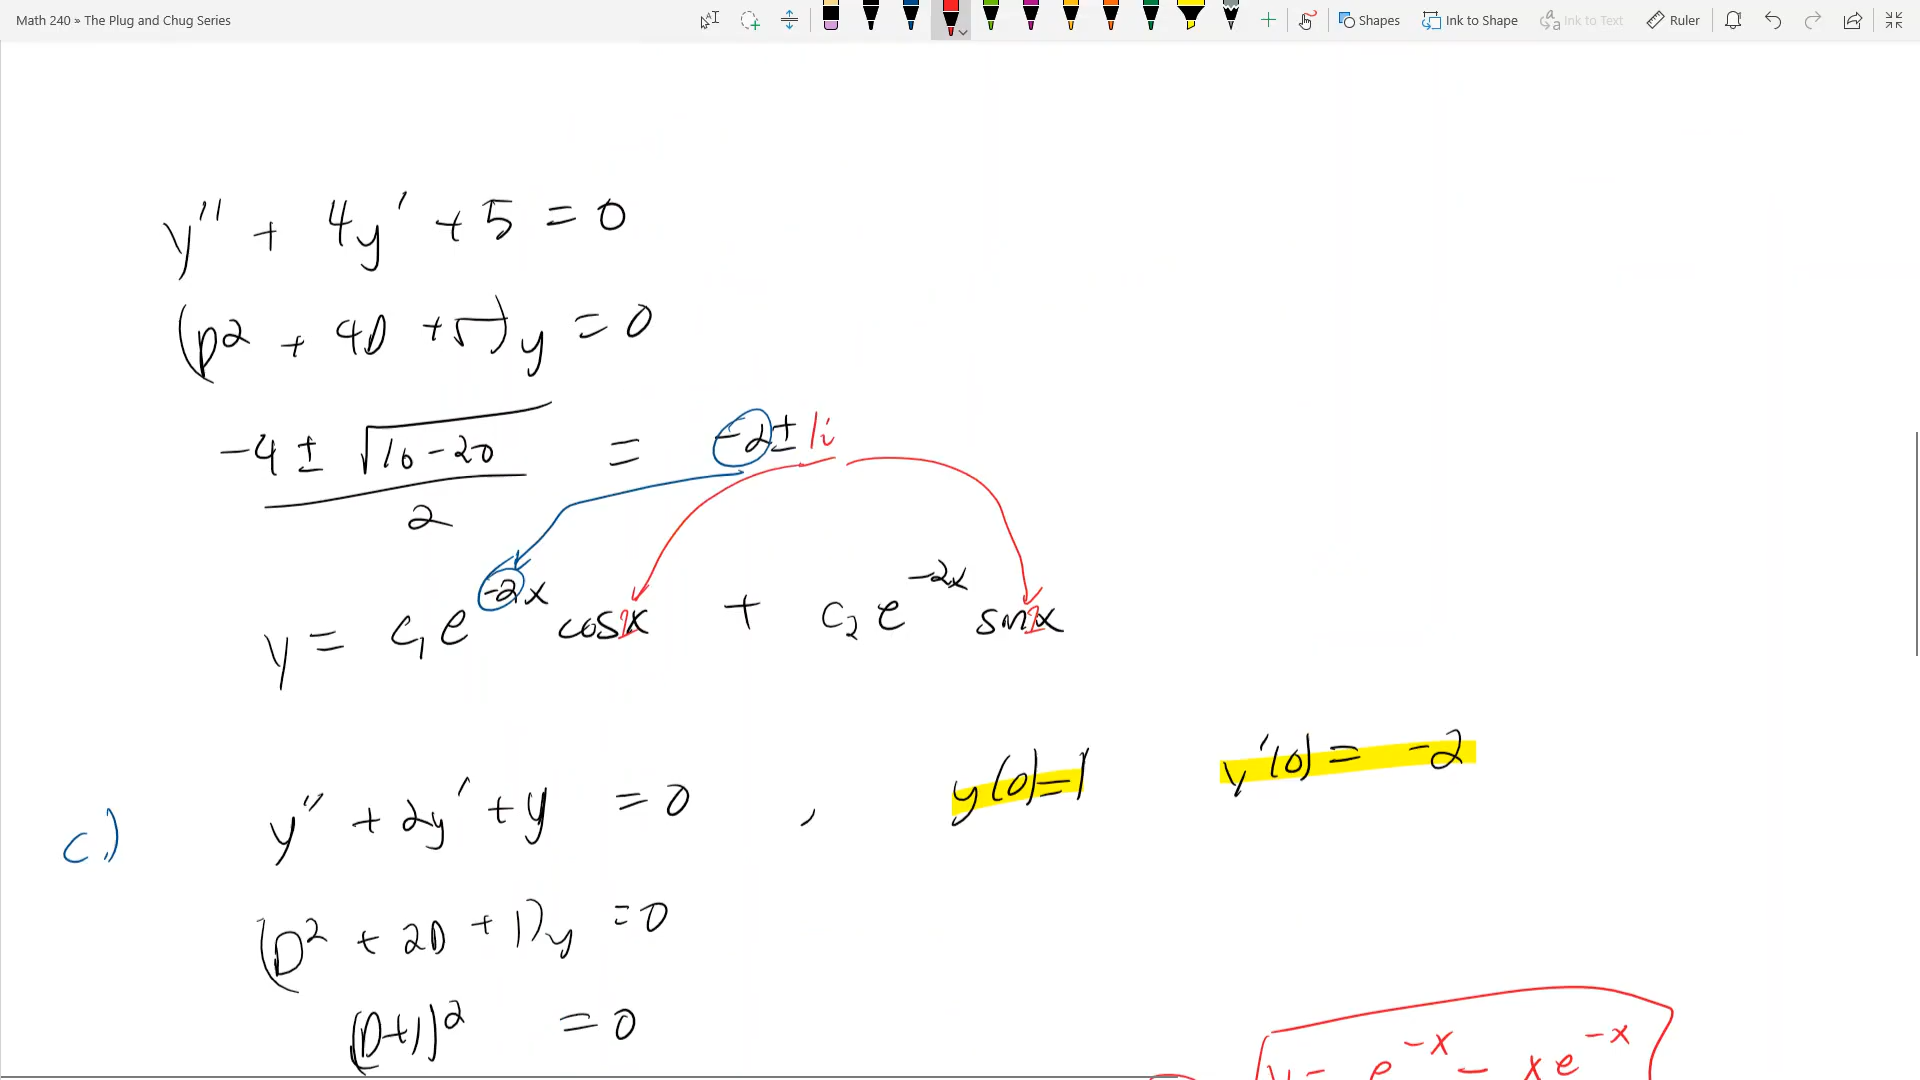 Math 240 » The Plug and Chug Series
Shapes Ink to Shape Ink to Text Ruler
y'' + 4y' + 5 = 0
(D² + 4D + 5)y = 0
(-4 ± √(16-20))/2 = -2 ± 1i
y = c₁e^(-2x) cos1x + c₂e^(-2x) sin1x
c.) y'' + 2y' + y = 0 , y(0)=1 y'(0) = -2
(D² + 2D + 1)y = 0
(D+1)² = 0
y = e^(-x) - xe^(-x)